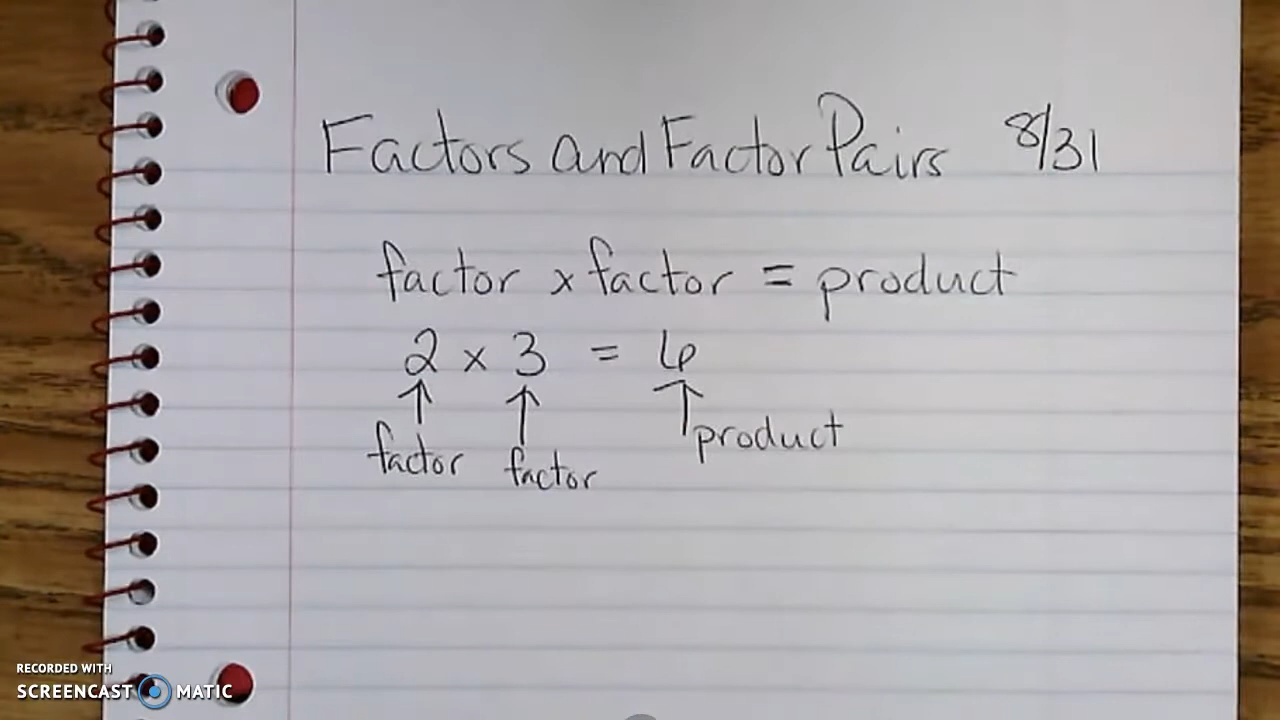 Factors and Factor Pairs 8/31
factor x factor = product
2 x 3 = 6
factor factor product
RECORDED WITH
SCREENCAST MATIC